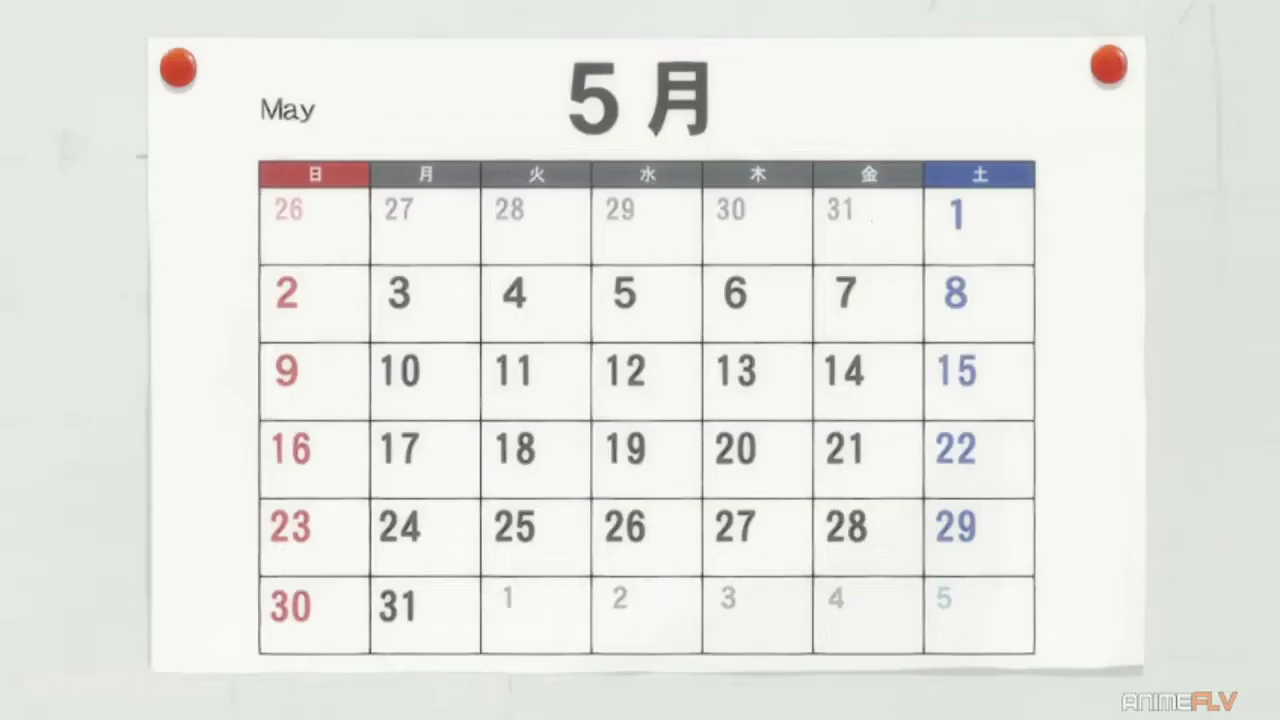 5月
May
日 月 火 水 木 金 土
26 27 28 29 30 31 1
2 3 4 5 6 7 8
9 10 11 12 13 14 15
16 17 18 19 20 21 22
23 24 25 26 27 28 29
30 31 1 2 3 4 5
ANIMEFLV